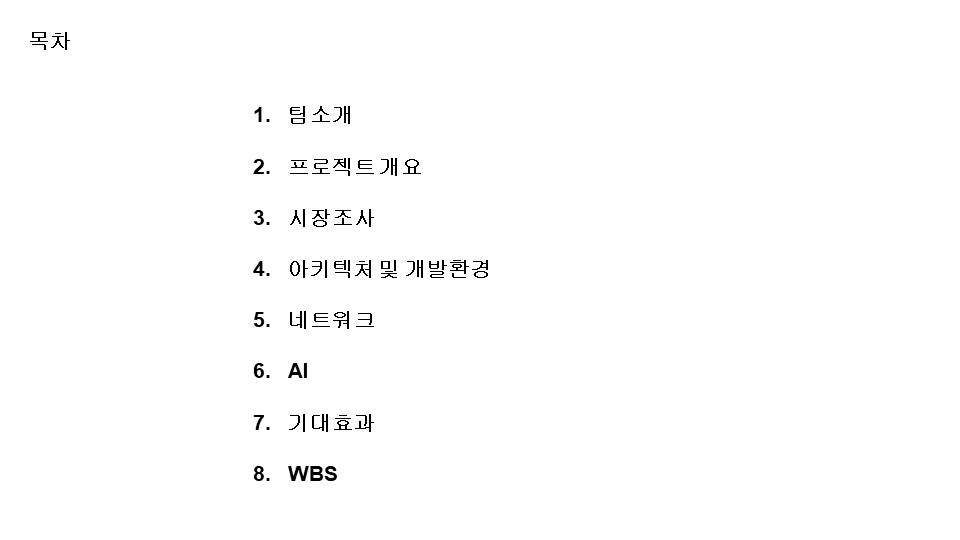 목차
1. 팀소개
2. 프로젝트 개요
3. 시장조사
4. 아키텍처 및 개발환경
5. 네트워크
6. AI
7. 기대효과
8. WBS